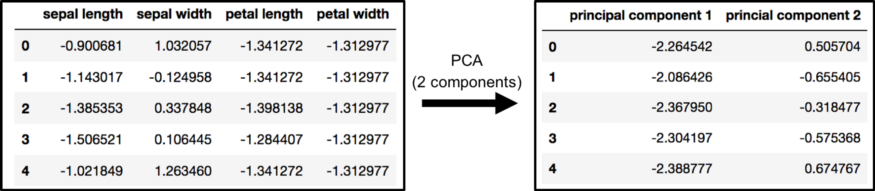 sepal length sepal width petal length petal width
0 -0.900681 1.032057 -1.341272 -1.312977
1 -1.143017 -0.124958 -1.341272 -1.312977
2 -1.385353 0.337848 -1.398138 -1.312977
3 -1.506521 0.106445 -1.284407 -1.312977
4 -1.021849 1.263460 -1.341272 -1.312977
PCA
(2 components)
principal component 1 princial component 2
0 -2.264542 0.505704
1 -2.086426 -0.655405
2 -2.367950 -0.318477
3 -2.304197 -0.575368
4 -2.388777 0.674767